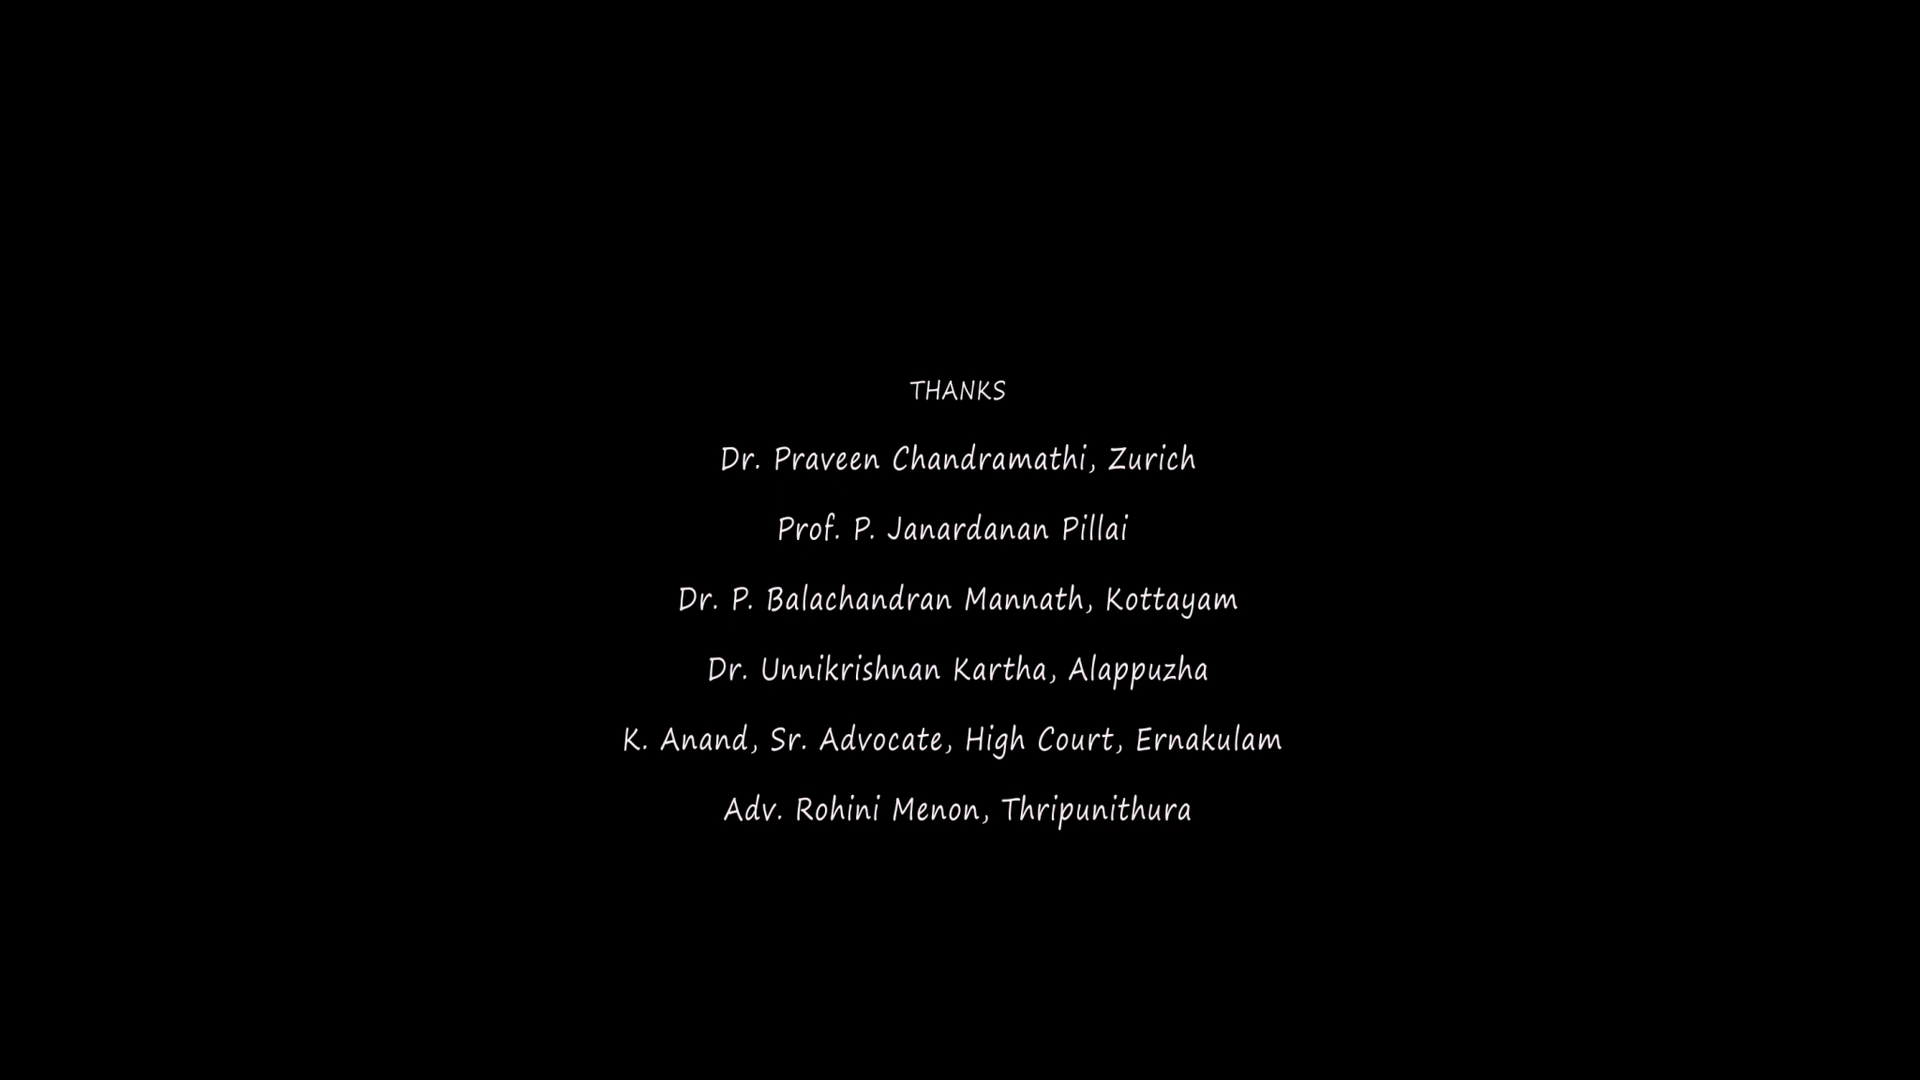 THANKS
Dr. Praveen Chandramathi, Zurich
Prof. P. Janardanan Pillai
Dr. P. Balachandran Mannath, Kottayam
Dr. Unnikrishnan Kartha, Alappuzha
K. Anand, Sr. Advocate, High Court, Ernakulam
Adv. Rohini Menon, Thripunithura